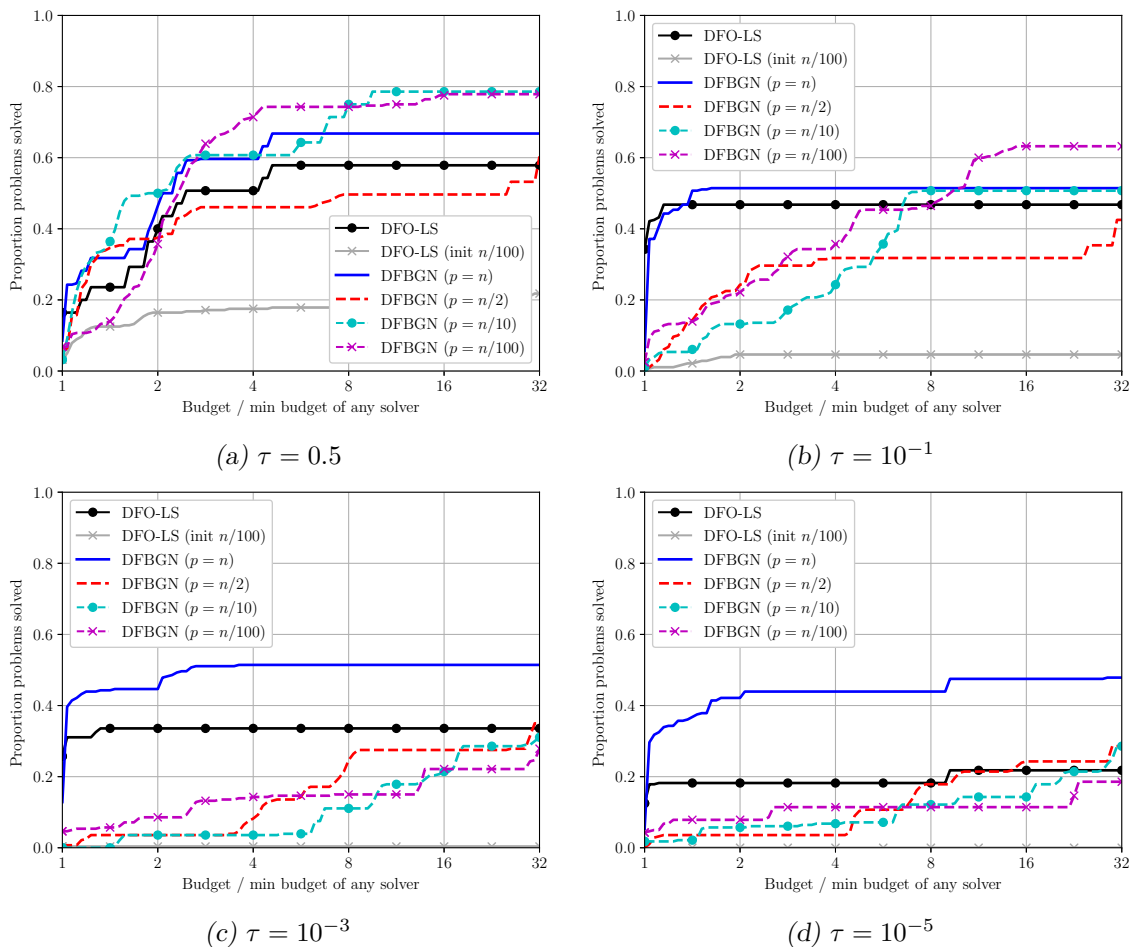 1.0
0.8
0.6
0.4
0.2
0.0
Proportion problems solved
DFO-LS
DFO-LS (init n/100)
DFBGN (p = n)
DFBGN (p = n/2)
DFBGN (p = n/10)
DFBGN (p = n/100)
1 2 4 8 16 32
Budget / min budget of any solver
(a) τ = 0.5
1.0
0.8
0.6
0.4
0.2
0.0
Proportion problems solved
DFO-LS
DFO-LS (init n/100)
DFBGN (p = n)
DFBGN (p = n/2)
DFBGN (p = n/10)
DFBGN (p = n/100)
1 2 4 8 16 32
Budget / min budget of any solver
(b) τ = 10⁻¹
1.0
0.8
0.6
0.4
0.2
0.0
Proportion problems solved
DFO-LS
DFO-LS (init n/100)
DFBGN (p = n)
DFBGN (p = n/2)
DFBGN (p = n/10)
DFBGN (p = n/100)
1 2 4 8 16 32
Budget / min budget of any solver
(c) τ = 10⁻³
1.0
0.8
0.6
0.4
0.2
0.0
Proportion problems solved
DFO-LS
DFO-LS (init n/100)
DFBGN (p = n)
DFBGN (p = n/2)
DFBGN (p = n/10)
DFBGN (p = n/100)
1 2 4 8 16 32
Budget / min budget of any solver
(d) τ = 10⁻⁵